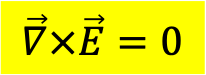 ∇⃗×E⃗ = 0